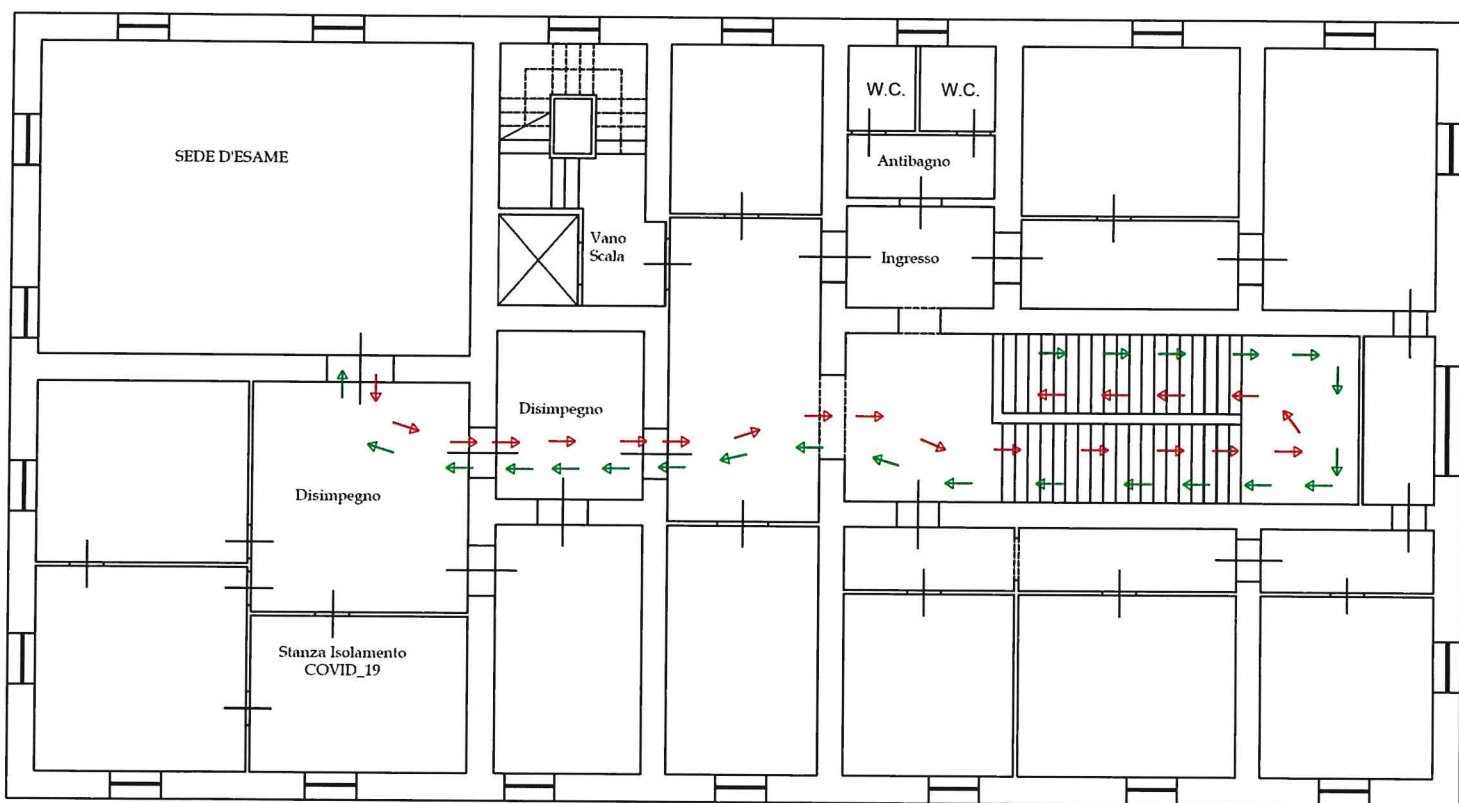 W.C.
W.C.
SEDE D'ESAME
Antibagno
Vano
Scala
Ingresso
Disimpegno
Disimpegno
Stanza Isolamento
COVID_19